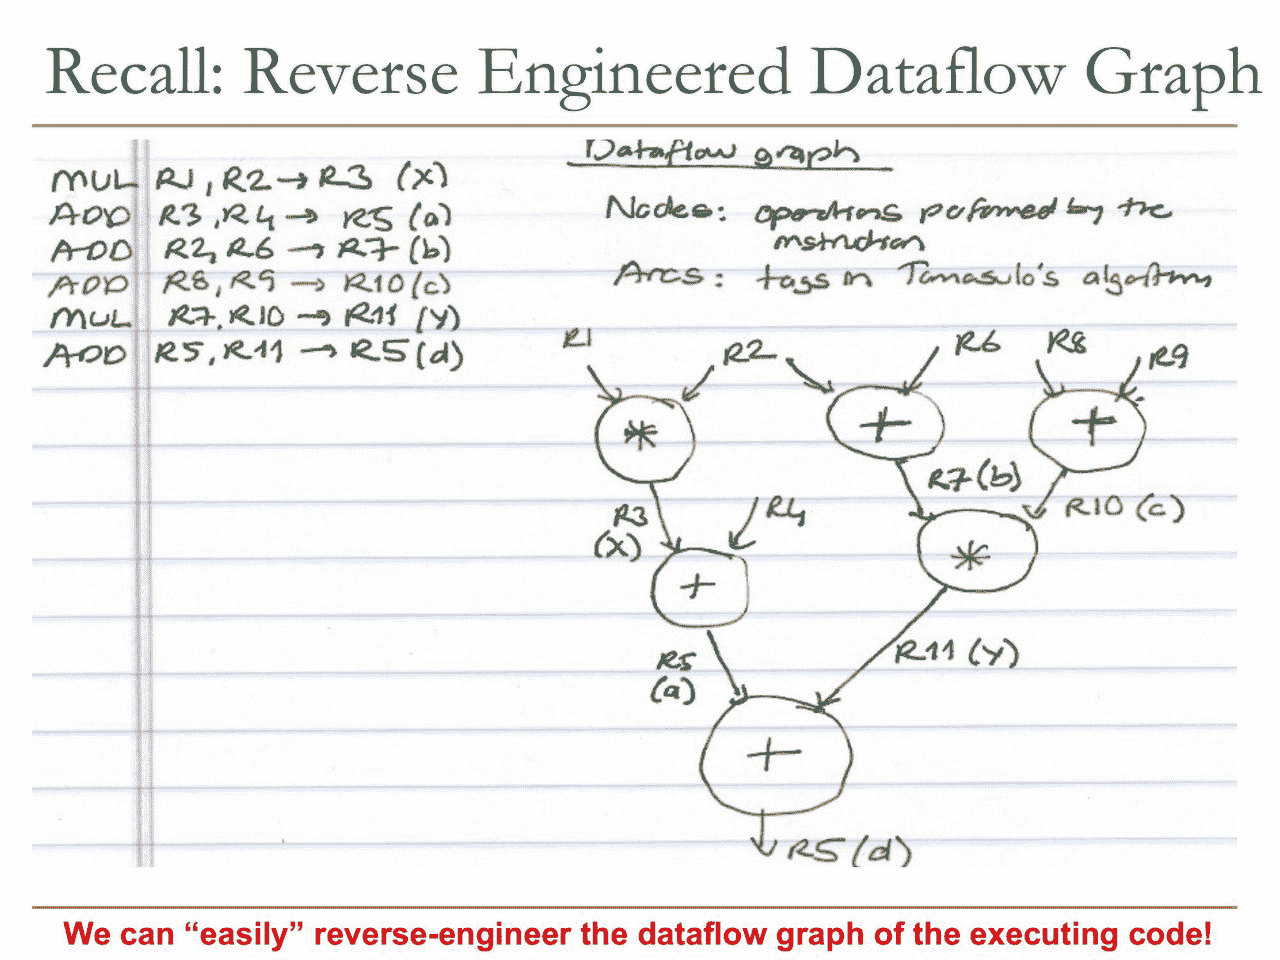 Recall: Reverse Engineered Dataflow Graph
MUL R1, R2 → R3 (x)
ADD R3, R4 → R5 (a)
ADD R2, R6 → R7 (b)
ADD R8, R9 → R10 (c)
MUL R7, R10 → R11 (y)
ADD R5, R11 → R5 (d)
Dataflow graph
Nodes: operations performed by the
instruction
Arcs: tags in Tomasulo's algorithm
R1
R2
R6
R8
R9
*
+
+
R7 (b)
R10 (c)
R3
(x)
R4
+
*
R5
(a)
R11 (y)
+
R5 (d)
We can “easily” reverse-engineer the dataflow graph of the executing code!